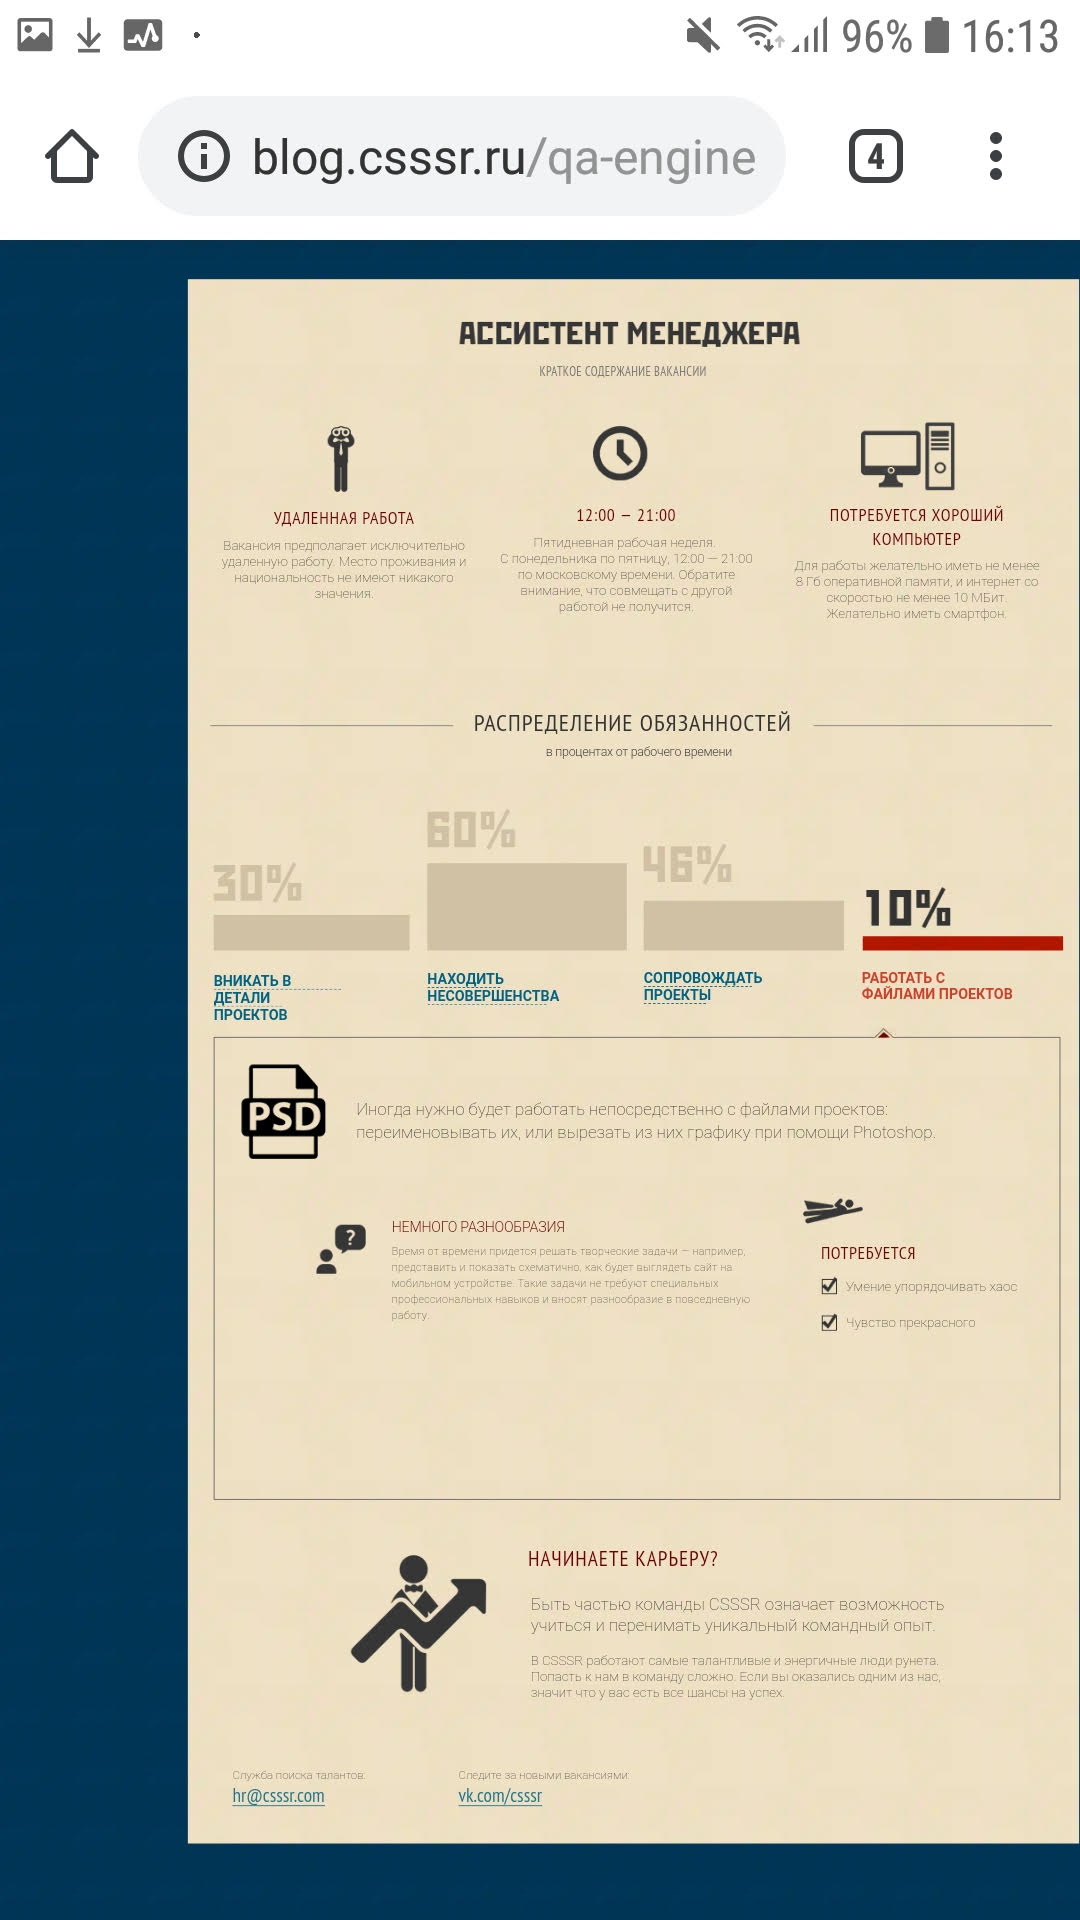 96% 16:13
blog.csssr.ru/qa-engine
4
АССИСТЕНТ МЕНЕДЖЕРА
КРАТКОЕ СОДЕРЖАНИЕ ВАКАНСИИ
УДАЛЕННАЯ РАБОТА
Вакансия предполагает исключительно
удаленную работу. Место проживания и
национальность не имеют никакого
значения.
12:00 — 21:00
Пятидневная рабочая неделя.
С понедельника по пятницу, 12:00 — 21:00
по московскому времени. Обратите
внимание, что совмещать с другой
работой не получится.
ПОТРЕБУЕТСЯ ХОРОШИЙ
КОМПЬЮТЕР
Для работы желательно иметь не менее
8 Гб оперативной памяти, и интернет со
скоростью не менее 10 МБит.
Желательно иметь смартфон.
РАСПРЕДЕЛЕНИЕ ОБЯЗАННОСТЕЙ
в процентах от рабочего времени
30%
ВНИКАТЬ В
ДЕТАЛИ
ПРОЕКТОВ
60%
НАХОДИТЬ
НЕСОВЕРШЕНСТВА
46%
СОПРОВОЖДАТЬ
ПРОЕКТЫ
10%
РАБОТАТЬ С
ФАЙЛАМИ ПРОЕКТОВ
PSD
Иногда нужно будет работать непосредственно с файлами проектов:
переименовывать их, или вырезать из них графику при помощи Photoshop.
?
НЕМНОГО РАЗНООБРАЗИЯ
Время от времени придется решать творческие задачи — например,
представить и показать схематично, как будет выглядеть сайт на
мобильном устройстве. Такие задачи не требуют специальных
профессиональных навыков и вносят разнообразие в повседневную
работу.
ПОТРЕБУЕТСЯ
Умение упорядочивать хаос
Чувство прекрасного
НАЧИНАЕТЕ КАРЬЕРУ?
Быть частью команды CSSSR означает возможность
учиться и перенимать уникальный командный опыт.
В CSSSR работают самые талантливые и энергичные люди рунета.
Попасть к нам в команду сложно. Если вы оказались одним из нас,
значит что у вас есть все шансы на успех.
Служба поиска талантов:
hr@csssr.com
Следите за новыми вакансиями:
vk.com/csssr